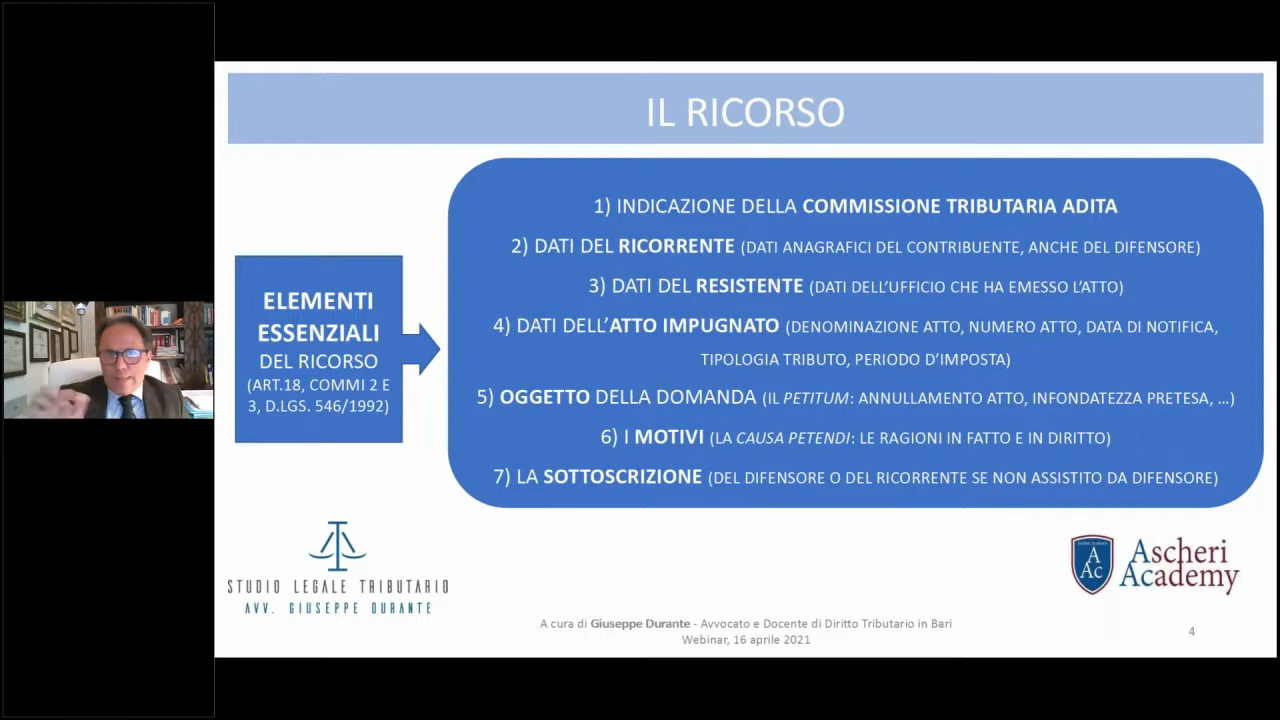 IL RICORSO
ELEMENTI
ESSENZIALI
DEL RICORSO
(ART.18, COMMI 2 E
3, D.LGS. 546/1992)
1) INDICAZIONE DELLA COMMISSIONE TRIBUTARIA ADITA
2) DATI DEL RICORRENTE (DATI ANAGRAFICI DEL CONTRIBUENTE, ANCHE DEL DIFENSORE)
3) DATI DEL RESISTENTE (DATI DELL'UFFICIO CHE HA EMESSO L'ATTO)
4) DATI DELL'ATTO IMPUGNATO (DENOMINAZIONE ATTO, NUMERO ATTO, DATA DI NOTIFICA,
TIPOLOGIA TRIBUTO, PERIODO D'IMPOSTA)
5) OGGETTO DELLA DOMANDA (IL PETITUM: ANNULLAMENTO ATTO, INFONDATEZZA PRETESA, ...)
6) I MOTIVI (LA CAUSA PETENDI: LE RAGIONI IN FATTO E IN DIRITTO)
7) LA SOTTOSCRIZIONE (DEL DIFENSORE O DEL RICORRENTE SE NON ASSISTITO DA DIFENSORE)
STUDIO LEGALE TRIBUTARIO
AVV. GIUSEPPE DURANTE
A
Ac
Ascheri
Academy
A cura di Giuseppe Durante - Avvocato e Docente di Diritto Tributario in Bari
Webinar, 16 aprile 2021
4